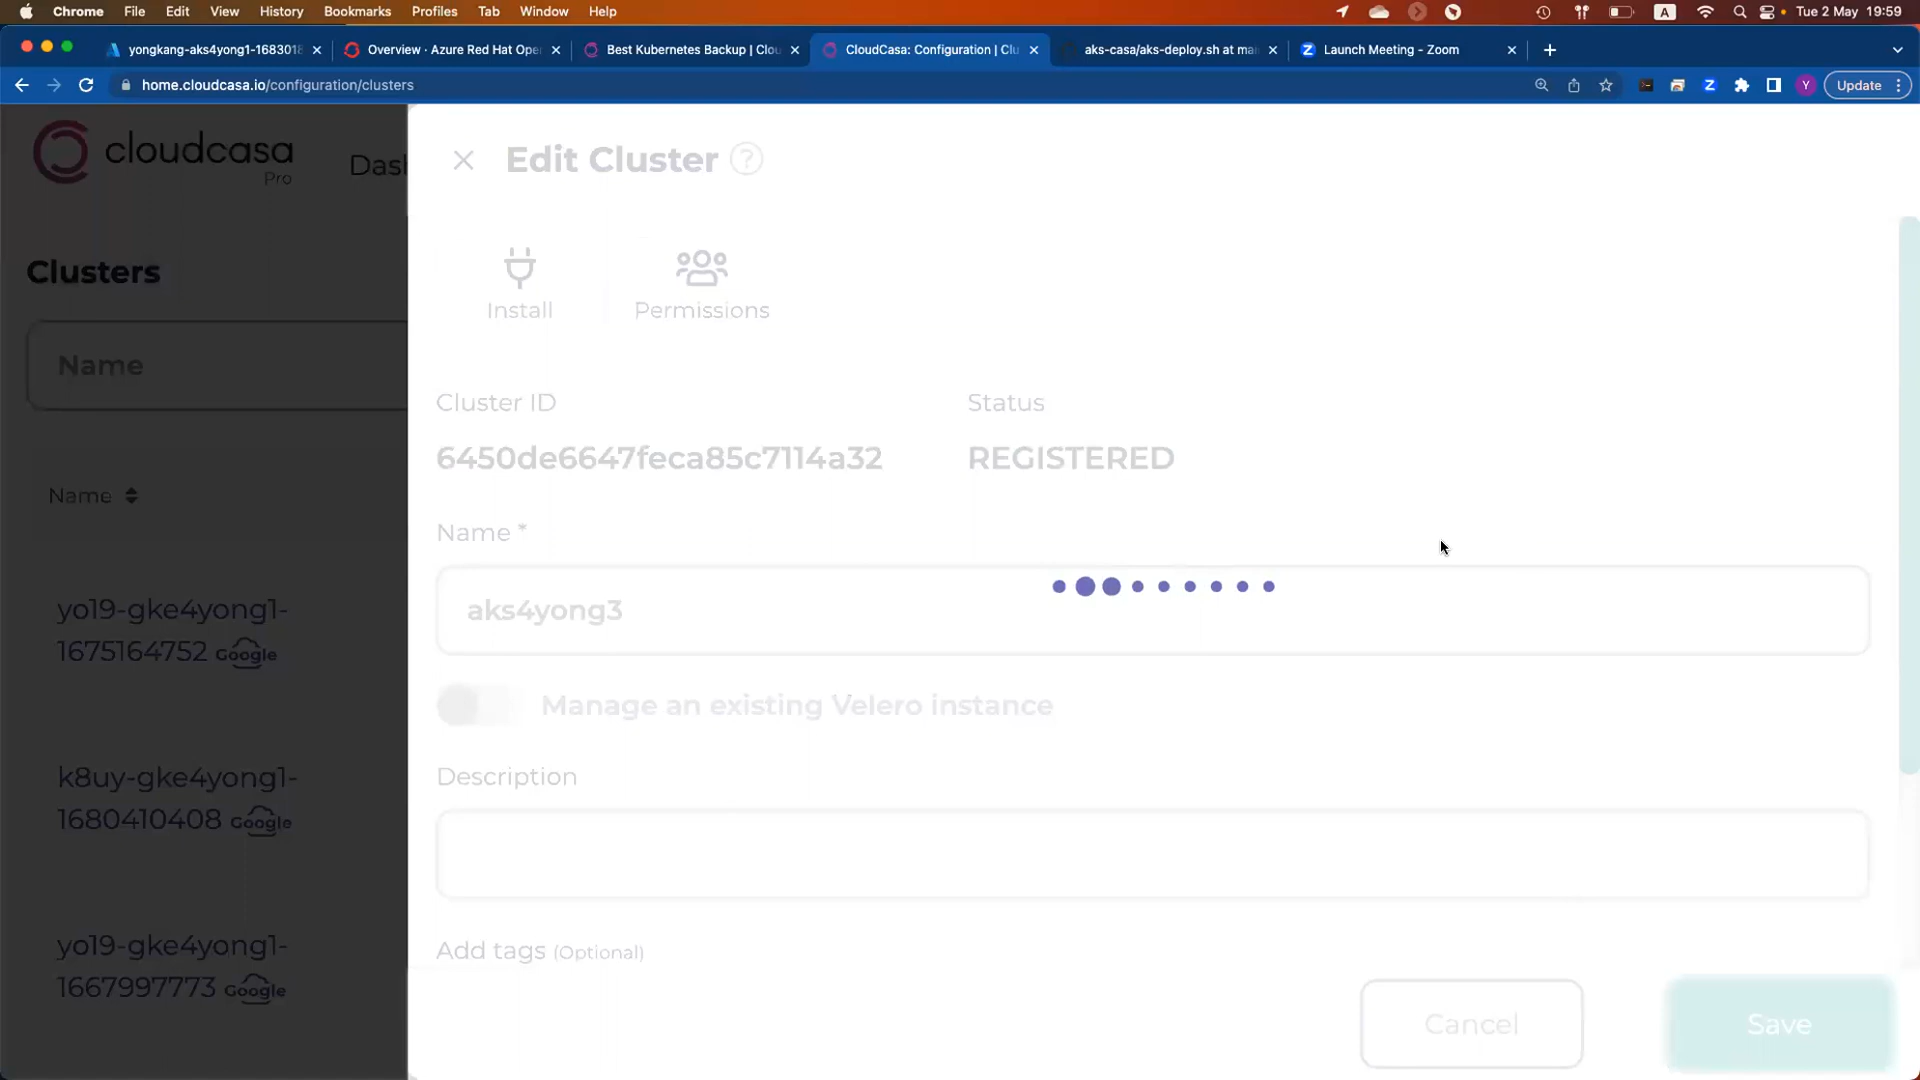 Chrome File Edit View History Bookmarks Profiles Tab Window Help A Tue 2 May 19:59
yongkang-aks4yong1-1683018 Overview · Azure Red Hat Ope Best Kubernetes Backup | Clou CloudCasa: Configuration | Clu aks-casa/aks-deploy.sh at mai Launch Meeting - Zoom
home.cloudcasa.io/configuration/clusters Z Y Update
cloudcasa
Pro
Dash
Edit Cluster ?
Install Permissions
Clusters
Name
Cluster ID Status
6450de6647feca85c7114a32 REGISTERED
Name
Name *
yo19-gke4yong1-
1675164752 Google
aks4yong3
Manage an existing Velero instance
k8uy-gke4yong1-
1680410408 Google
Description
yo19-gke4yong1-
1667997773 Google
Add tags (Optional)
Cancel Save